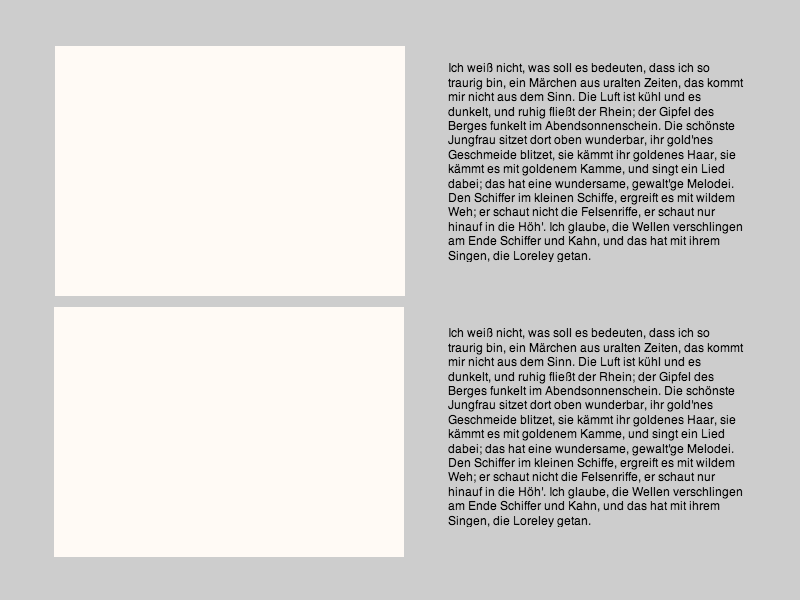 Ich weiß nicht, was soll es bedeuten, dass ich so
traurig bin, ein Märchen aus uralten Zeiten, das kommt
mir nicht aus dem Sinn. Die Luft ist kühl und es
dunkelt, und ruhig fließt der Rhein; der Gipfel des
Berges funkelt im Abendsonnenschein. Die schönste
Jungfrau sitzet dort oben wunderbar, ihr gold'nes
Geschmeide blitzet, sie kämmt ihr goldenes Haar, sie
kämmt es mit goldenem Kamme, und singt ein Lied
dabei; das hat eine wundersame, gewalt'ge Melodei.
Den Schiffer im kleinen Schiffe, ergreift es mit wildem
Weh; er schaut nicht die Felsenriffe, er schaut nur
hinauf in die Höh'. Ich glaube, die Wellen verschlingen
am Ende Schiffer und Kahn, und das hat mit ihrem
Singen, die Loreley getan.
Ich weiß nicht, was soll es bedeuten, dass ich so
traurig bin, ein Märchen aus uralten Zeiten, das kommt
mir nicht aus dem Sinn. Die Luft ist kühl und es
dunkelt, und ruhig fließt der Rhein; der Gipfel des
Berges funkelt im Abendsonnenschein. Die schönste
Jungfrau sitzet dort oben wunderbar, ihr gold'nes
Geschmeide blitzet, sie kämmt ihr goldenes Haar, sie
kämmt es mit goldenem Kamme, und singt ein Lied
dabei; das hat eine wundersame, gewalt'ge Melodei.
Den Schiffer im kleinen Schiffe, ergreift es mit wildem
Weh; er schaut nicht die Felsenriffe, er schaut nur
hinauf in die Höh'. Ich glaube, die Wellen verschlingen
am Ende Schiffer und Kahn, und das hat mit ihrem
Singen, die Loreley getan.